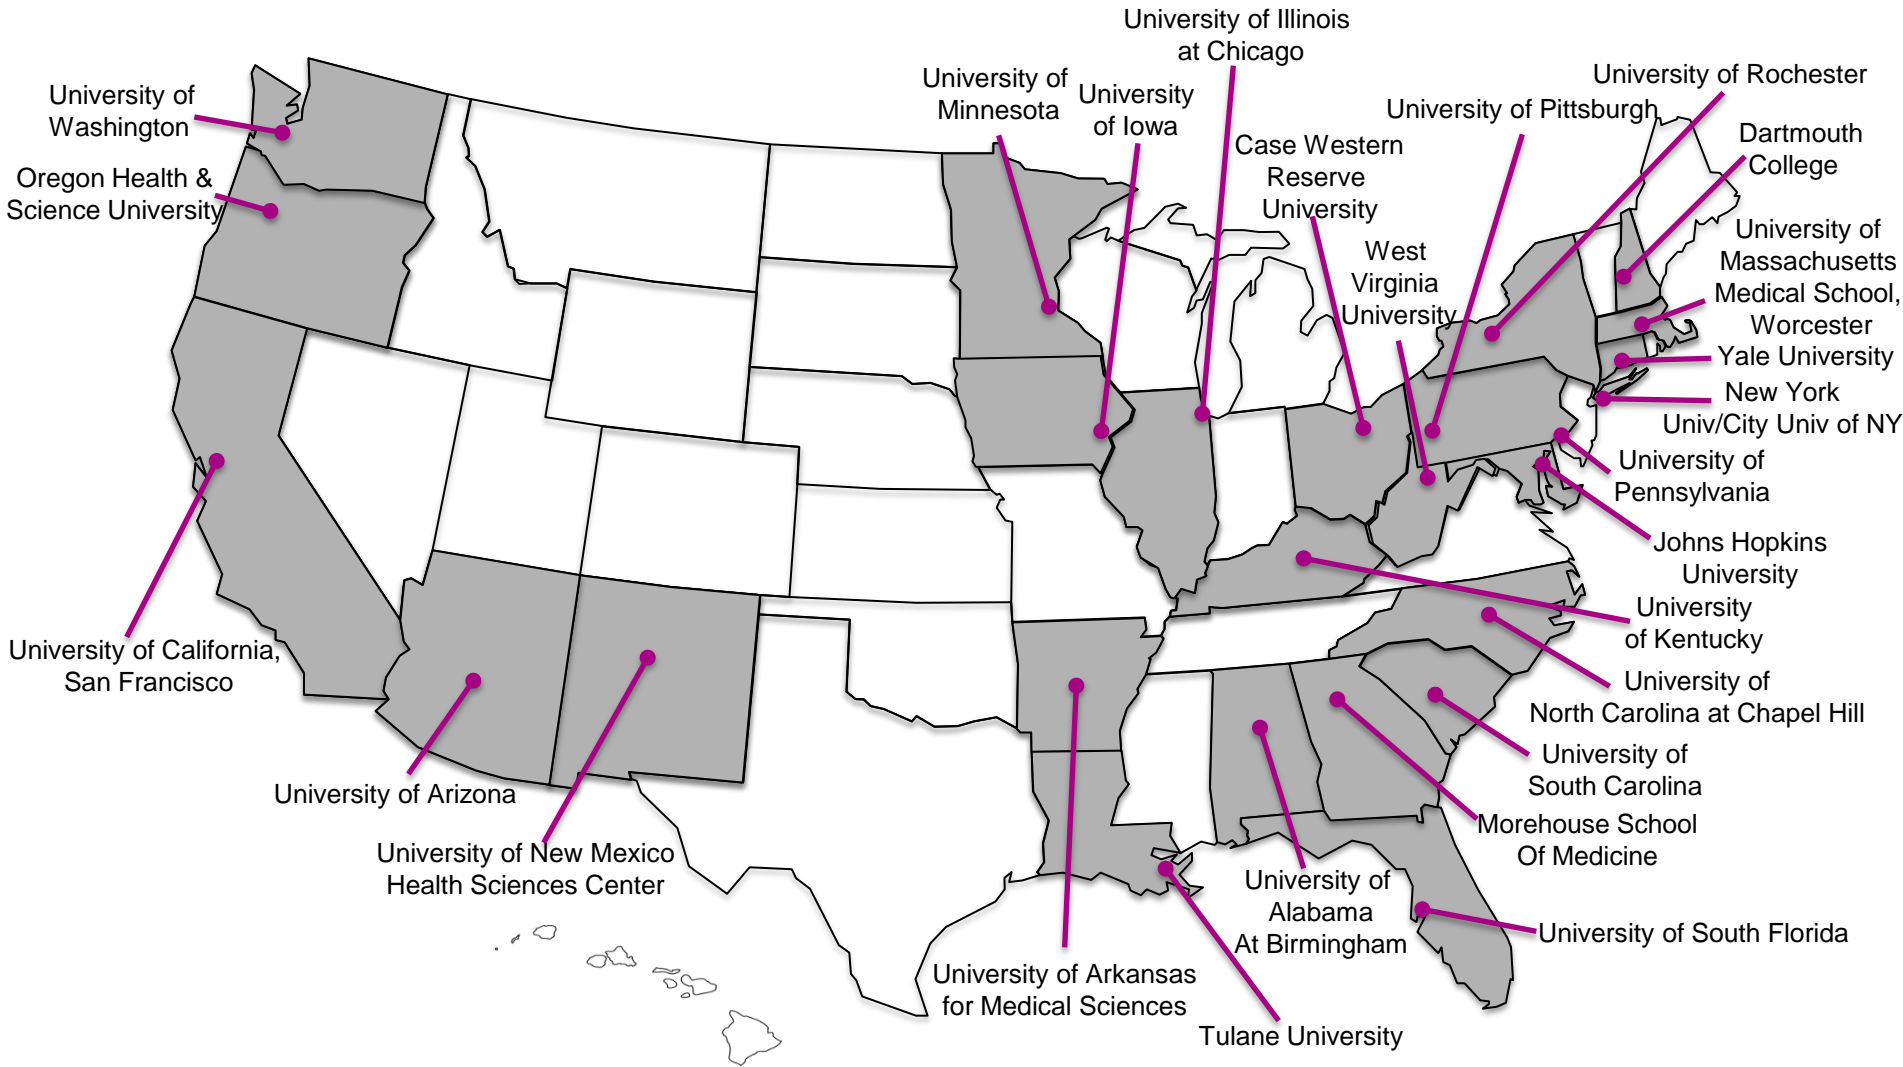 University of Illinois
at Chicago
University of
Minnesota
University
of Iowa
University of Rochester
University of Pittsburgh
Case Western
Reserve
University
Dartmouth
College
West
Virginia
University
University of
Massachusetts
Medical School,
Worcester
Yale University
New York
Univ/City Univ of NY
University of
Pennsylvania
Johns Hopkins
University
University
of Kentucky
University of
North Carolina at Chapel Hill
University of
South Carolina
Morehouse School
Of Medicine
University of South Florida
University of
Alabama
At Birmingham
Tulane University
University of Arkansas
for Medical Sciences
University of New Mexico
Health Sciences Center
University of Arizona
University of California,
San Francisco
Oregon Health &
Science University
University of
Washington